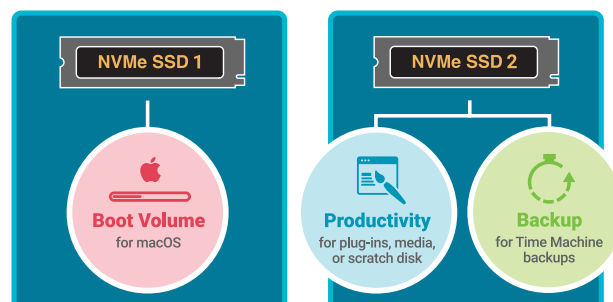 NVMe SSD 1
Boot Volume
for macOS
NVMe SSD 2
Productivity
for plug-ins, media,
or scratch disk
Backup
for Time Machine
backups